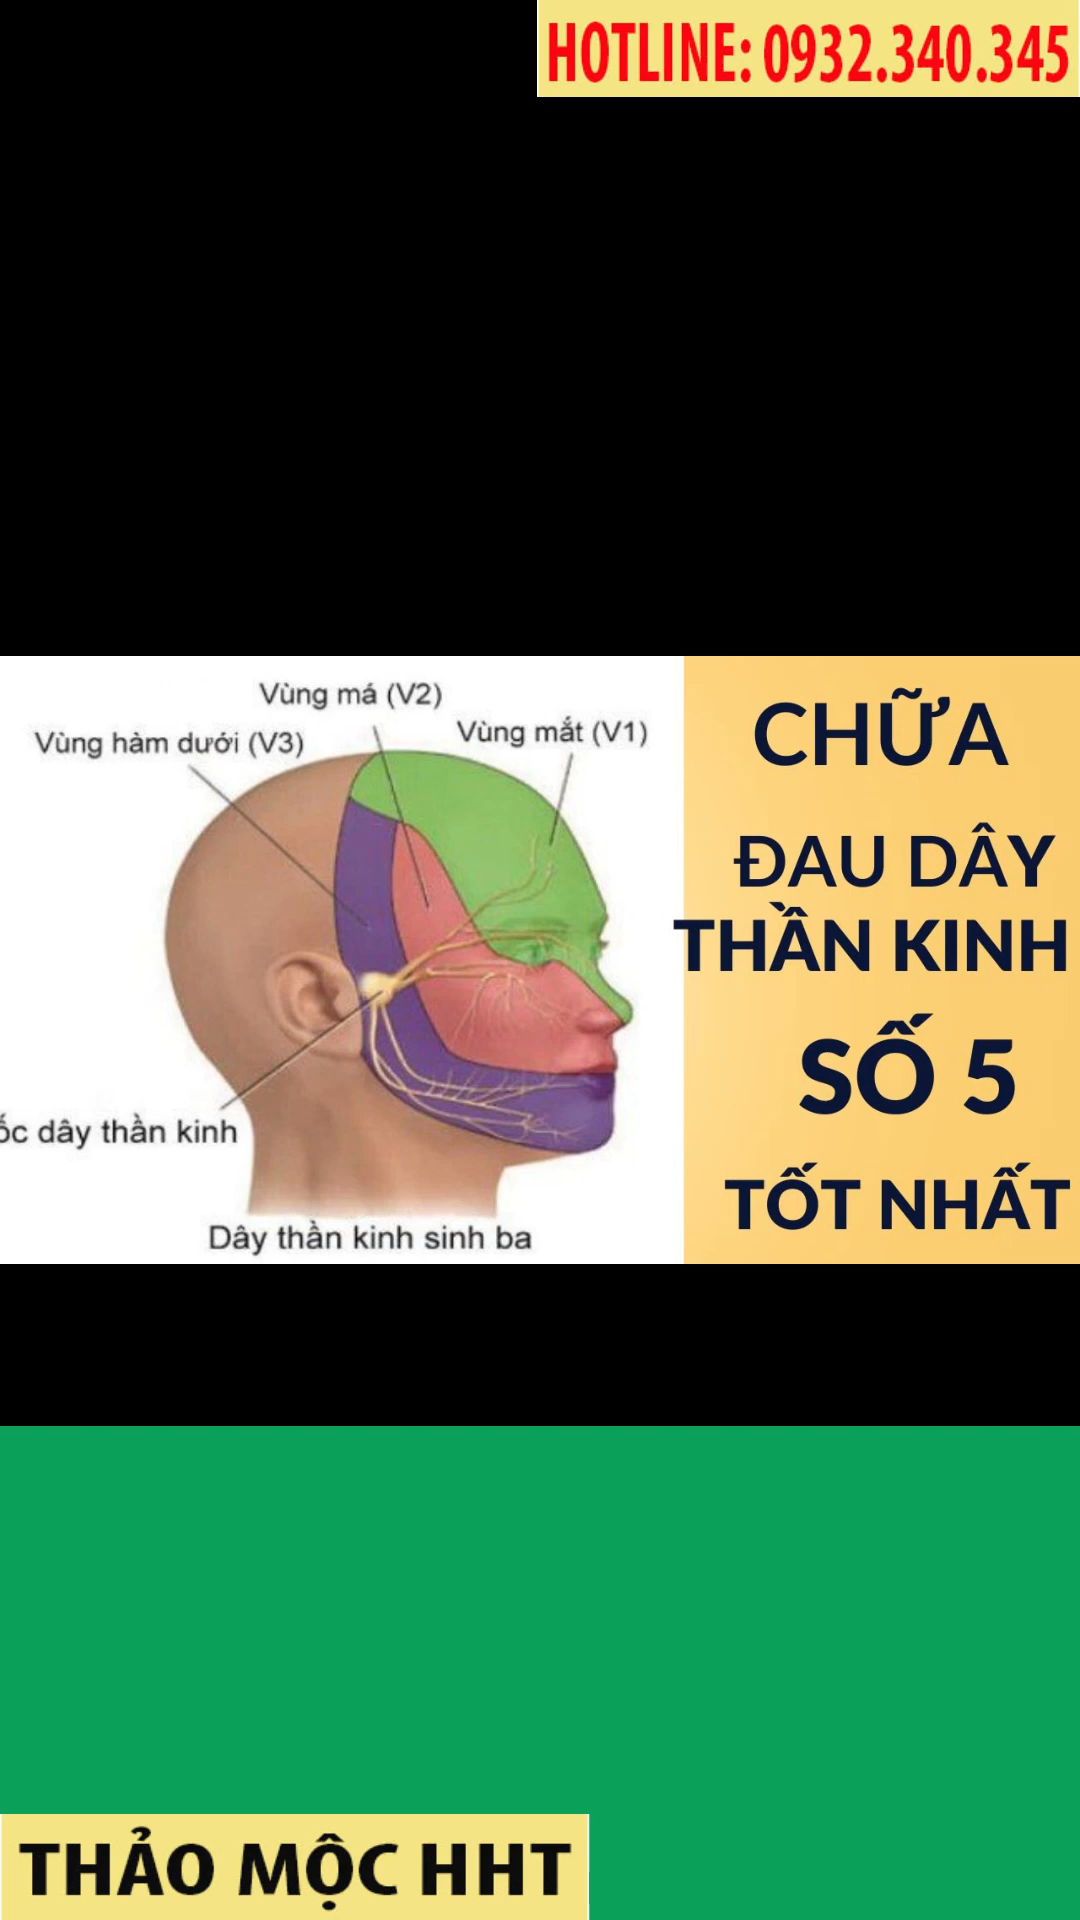 HOTLINE: 0932.340.345
Vùng má (V2)
Vùng mắt (V1)
Vùng hàm dưới (V3)
ốc dây thần kinh
Dây thần kinh sinh ba
CHỮA
ĐAU DÂY
THẦN KINH
SỐ 5
TỐT NHẤT
THẢO MỘC HHT